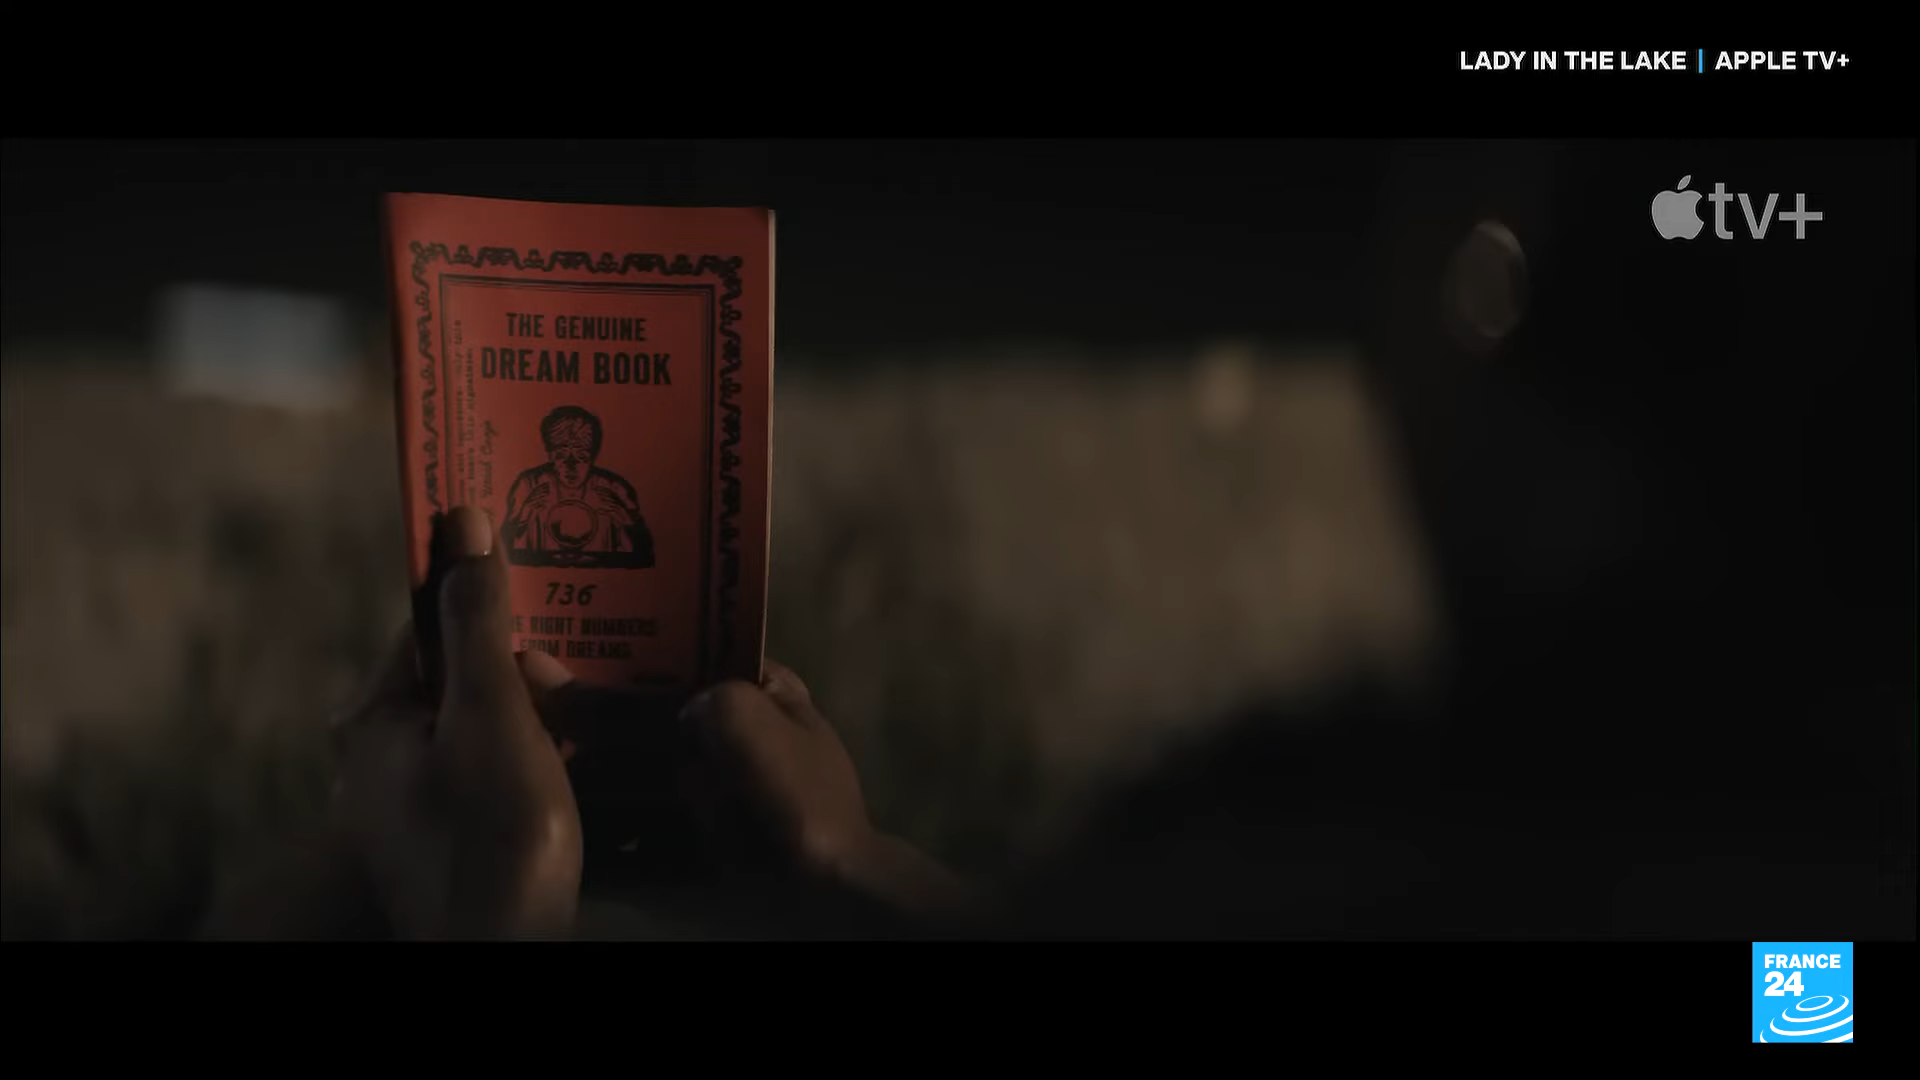 LADY IN THE LAKE | APPLE TV+
tv+
THE GENUINE
DREAM BOOK
736
RIGHT NUMBERS
FROM DREAMS
FRANCE
24